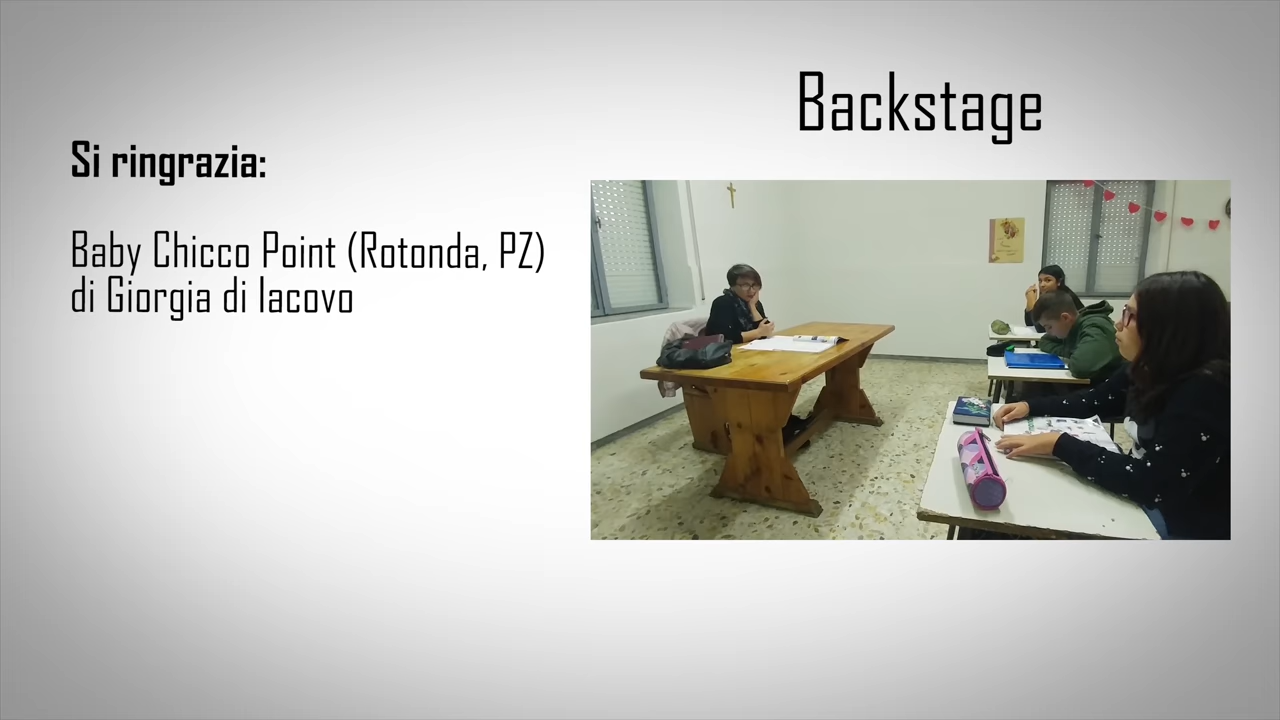 Backstage
Si ringrazia:
Baby Chicco Point (Rotonda, PZ)
di Giorgia di Iacovo